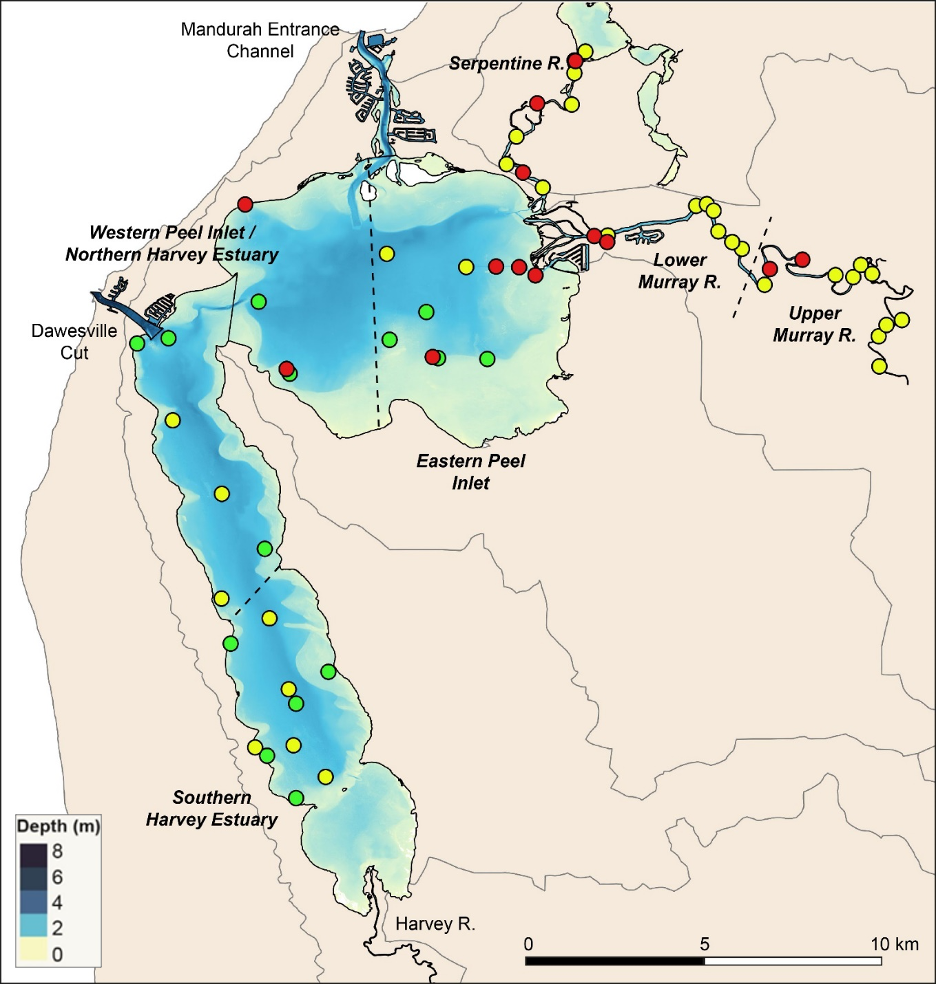 Mandurah Entrance
Channel
Serpentine R.
Western Peel Inlet /
Northern Harvey Estuary
Lower
Murray R.
Upper
Murray R.
Dawesville
Cut
Eastern Peel
Inlet
Southern
Harvey Estuary
Depth (m)
8
6
4
2
0
Harvey R.
0 5 10 km